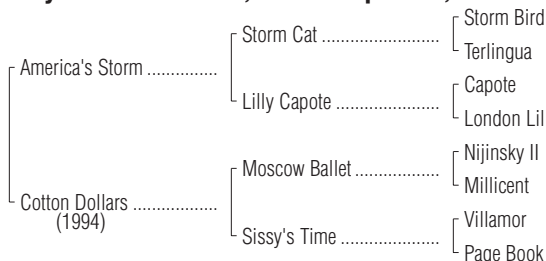 Storm Bird
Storm Cat ........................
Terlingua
America's Storm ...............
Capote
Lilly Capote ......................
London Lil
Nijinsky II
Moscow Ballet ...................
Millicent
Cotton Dollars ..................
(1994)
Villamor
Sissy's Time ......................
Page Book